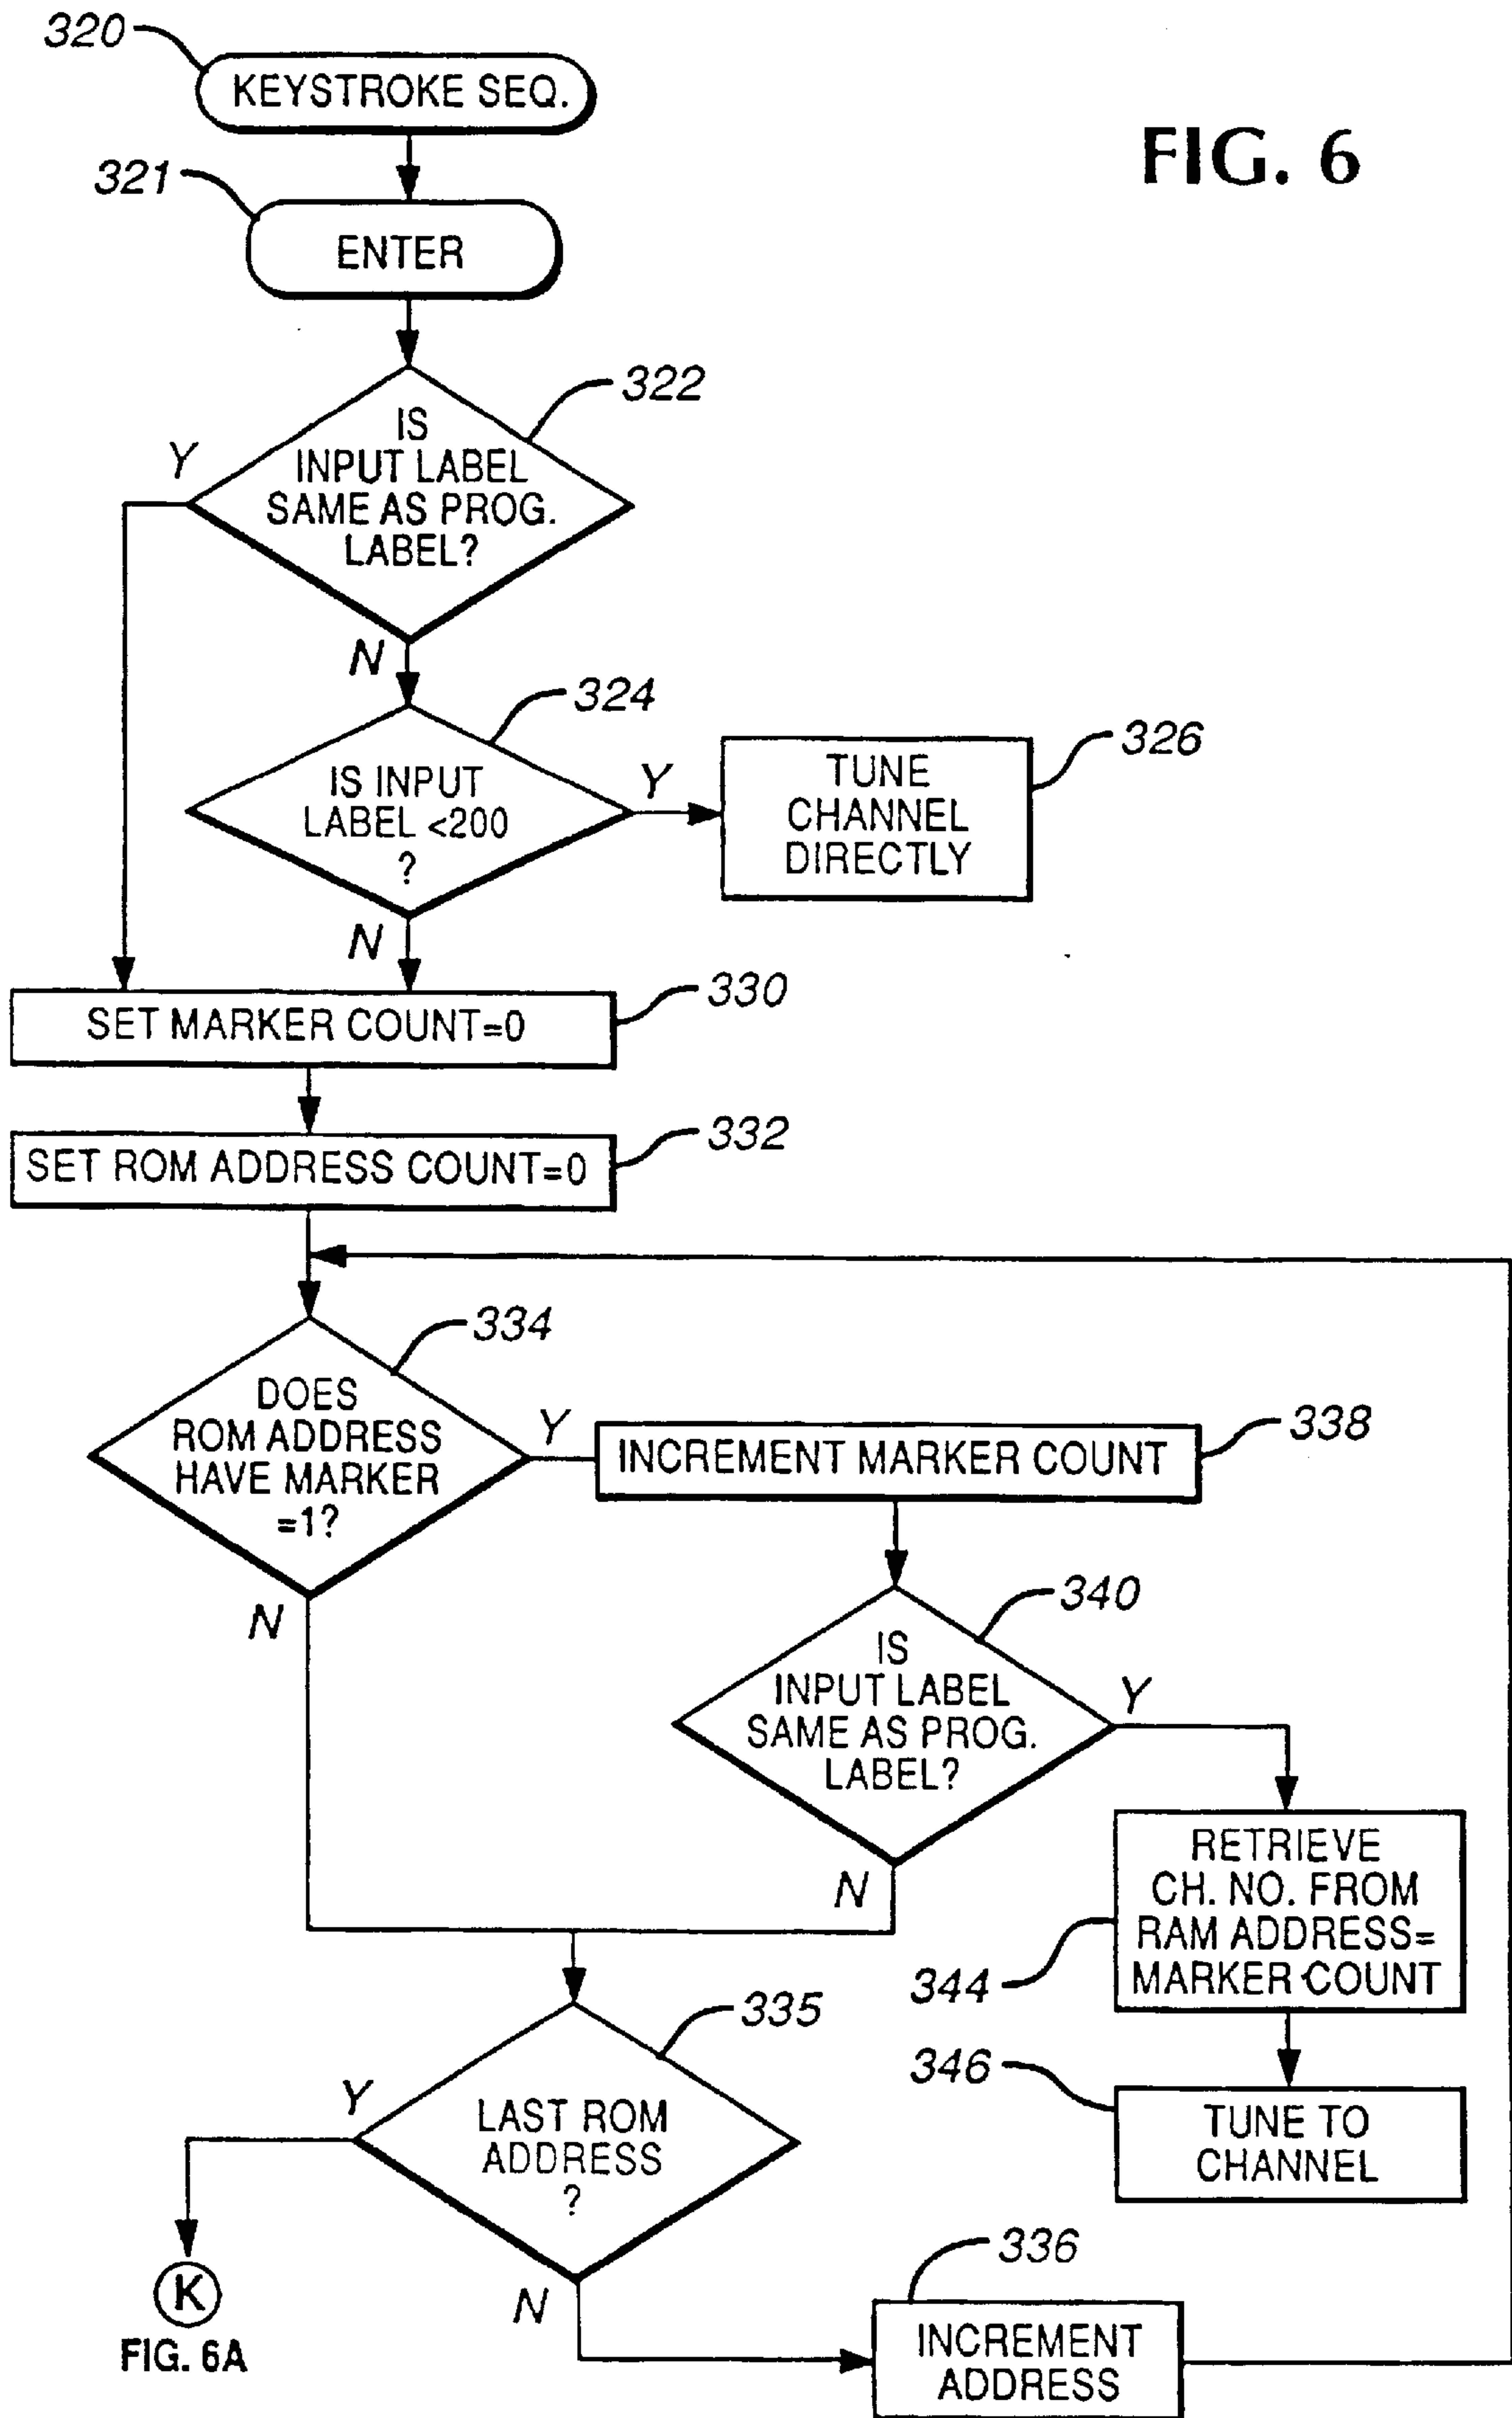 320
KEYSTROKE SEQ.
FIG. 6
321
ENTER
322
IS
INPUT LABEL
SAME AS PROG.
LABEL?
Y
N
324
IS INPUT
LABEL <200
?
Y
N
326
TUNE
CHANNEL
DIRECTLY
330
SET MARKER COUNT=0
332
SET ROM ADDRESS COUNT=0
334
DOES
ROM ADDRESS
HAVE MARKER
=1?
Y
N
338
INCREMENT MARKER COUNT
340
IS
INPUT LABEL
SAME AS PROG.
LABEL?
Y
N
RETRIEVE
CH. NO. FROM
RAM ADDRESS=
MARKER COUNT
344
335
LAST ROM
ADDRESS
?
Y
N
346
TUNE TO
CHANNEL
K
FIG. 6A
336
INCREMENT
ADDRESS